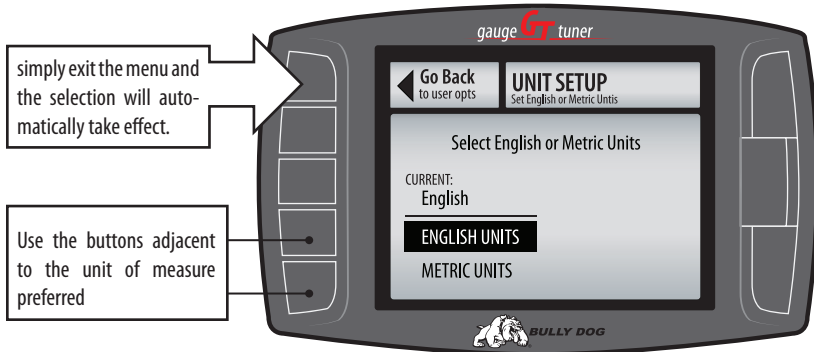 gauge GT tuner
simply exit the menu and
the selection will auto-
matically take effect.
Go Back
to user opts
UNIT SETUP
Set English or Metric Untis
Select English or Metric Units
CURRENT:
English
ENGLISH UNITS
METRIC UNITS
Use the buttons adjacent
to the unit of measure
preferred
BULLY DOG